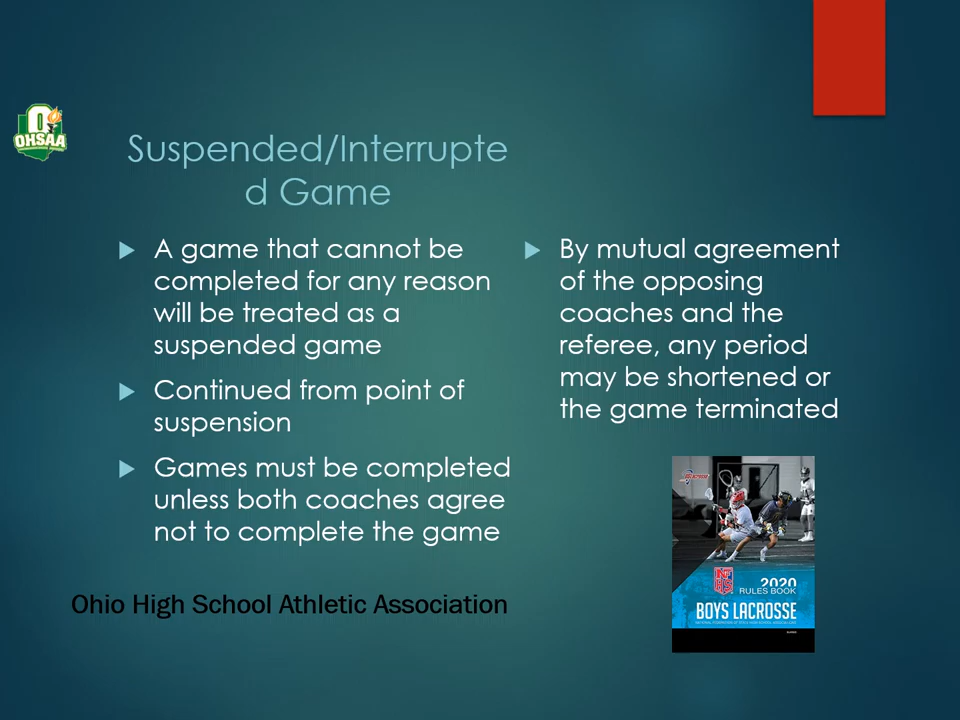 OHSAA
Suspended/Interrupte
d Game
A game that cannot be
completed for any reason
will be treated as a
suspended game
Continued from point of
suspension
Games must be completed
unless both coaches agree
not to complete the game
By mutual agreement
of the opposing
coaches and the
referee, any period
may be shortened or
the game terminated
NFHS
2020
RULES BOOK
BOYS LACROSSE
Ohio High School Athletic Association